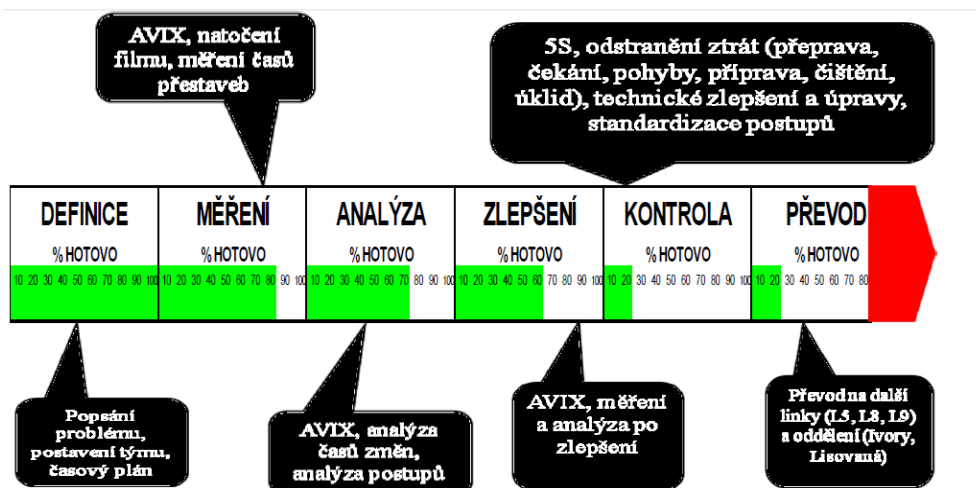 AVIX, natočení
filmu, měření časů
přestaveb
5S, odstranění ztrát (přeprava,
čekání, pohyby, příprava, čištění,
úklid), technické zlepšení a úpravy,
standardizace postupů
DEFINICE
% HOTOVO
10 20 30 40 50 60 70 80 90 100
MĚŘENÍ
% HOTOVO
10 20 30 40 50 60 70 80 90 100
ANALÝZA
% HOTOVO
10 20 30 40 50 60 70 80 90 100
ZLEPŠENÍ
% HOTOVO
10 20 30 40 50 60 70 80 90 100
KONTROLA
% HOTOVO
10 20 30 40 50 60 70 80 90 100
PŘEVOD
% HOTOVO
10 20 30 40 50 60 70 80
Popsání
problému,
postavení týmu,
časový plán
AVIX, analýza
časů změn,
analýza postupů
AVIX, měření
a analýza po
zlepšení
Převod na další
linky (L5, L8, L9)
a oddělení (Ivory,
Lisovaná)